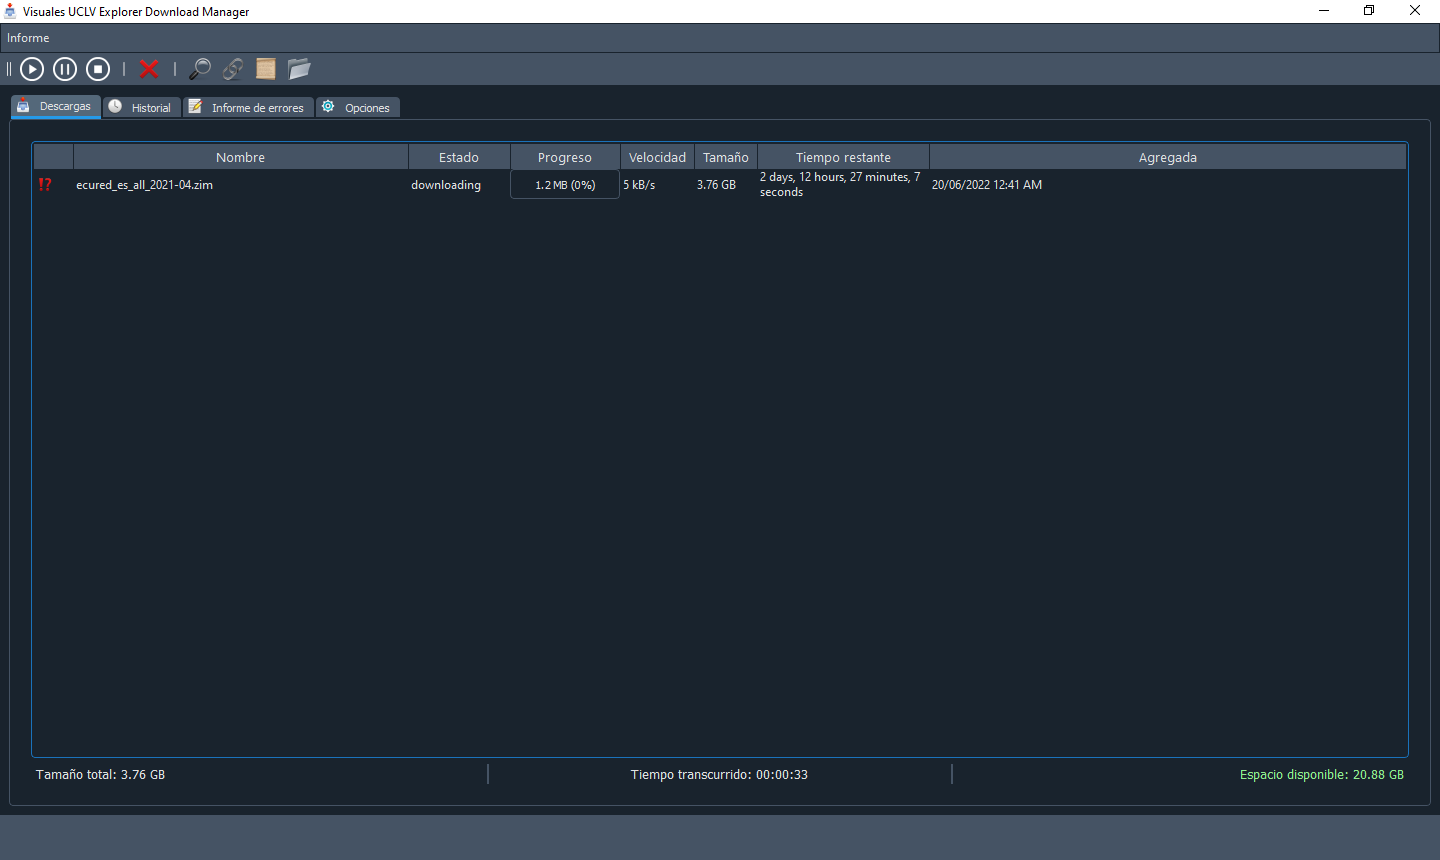 Visuales UCLV Explorer Download Manager
Informe
Descargas
Historial
Informe de errores
Opciones
Nombre
Estado
Progreso
Velocidad
Tamaño
Tiempo restante
Agregada
ecured_es_all_2021-04.zim
downloading
1.2 MB (0%)
5 kB/s
3.76 GB
2 days, 12 hours, 27 minutes, 7
seconds
20/06/2022 12:41 AM
Tamaño total: 3.76 GB
Tiempo transcurrido: 00:00:33
Espacio disponible: 20.88 GB